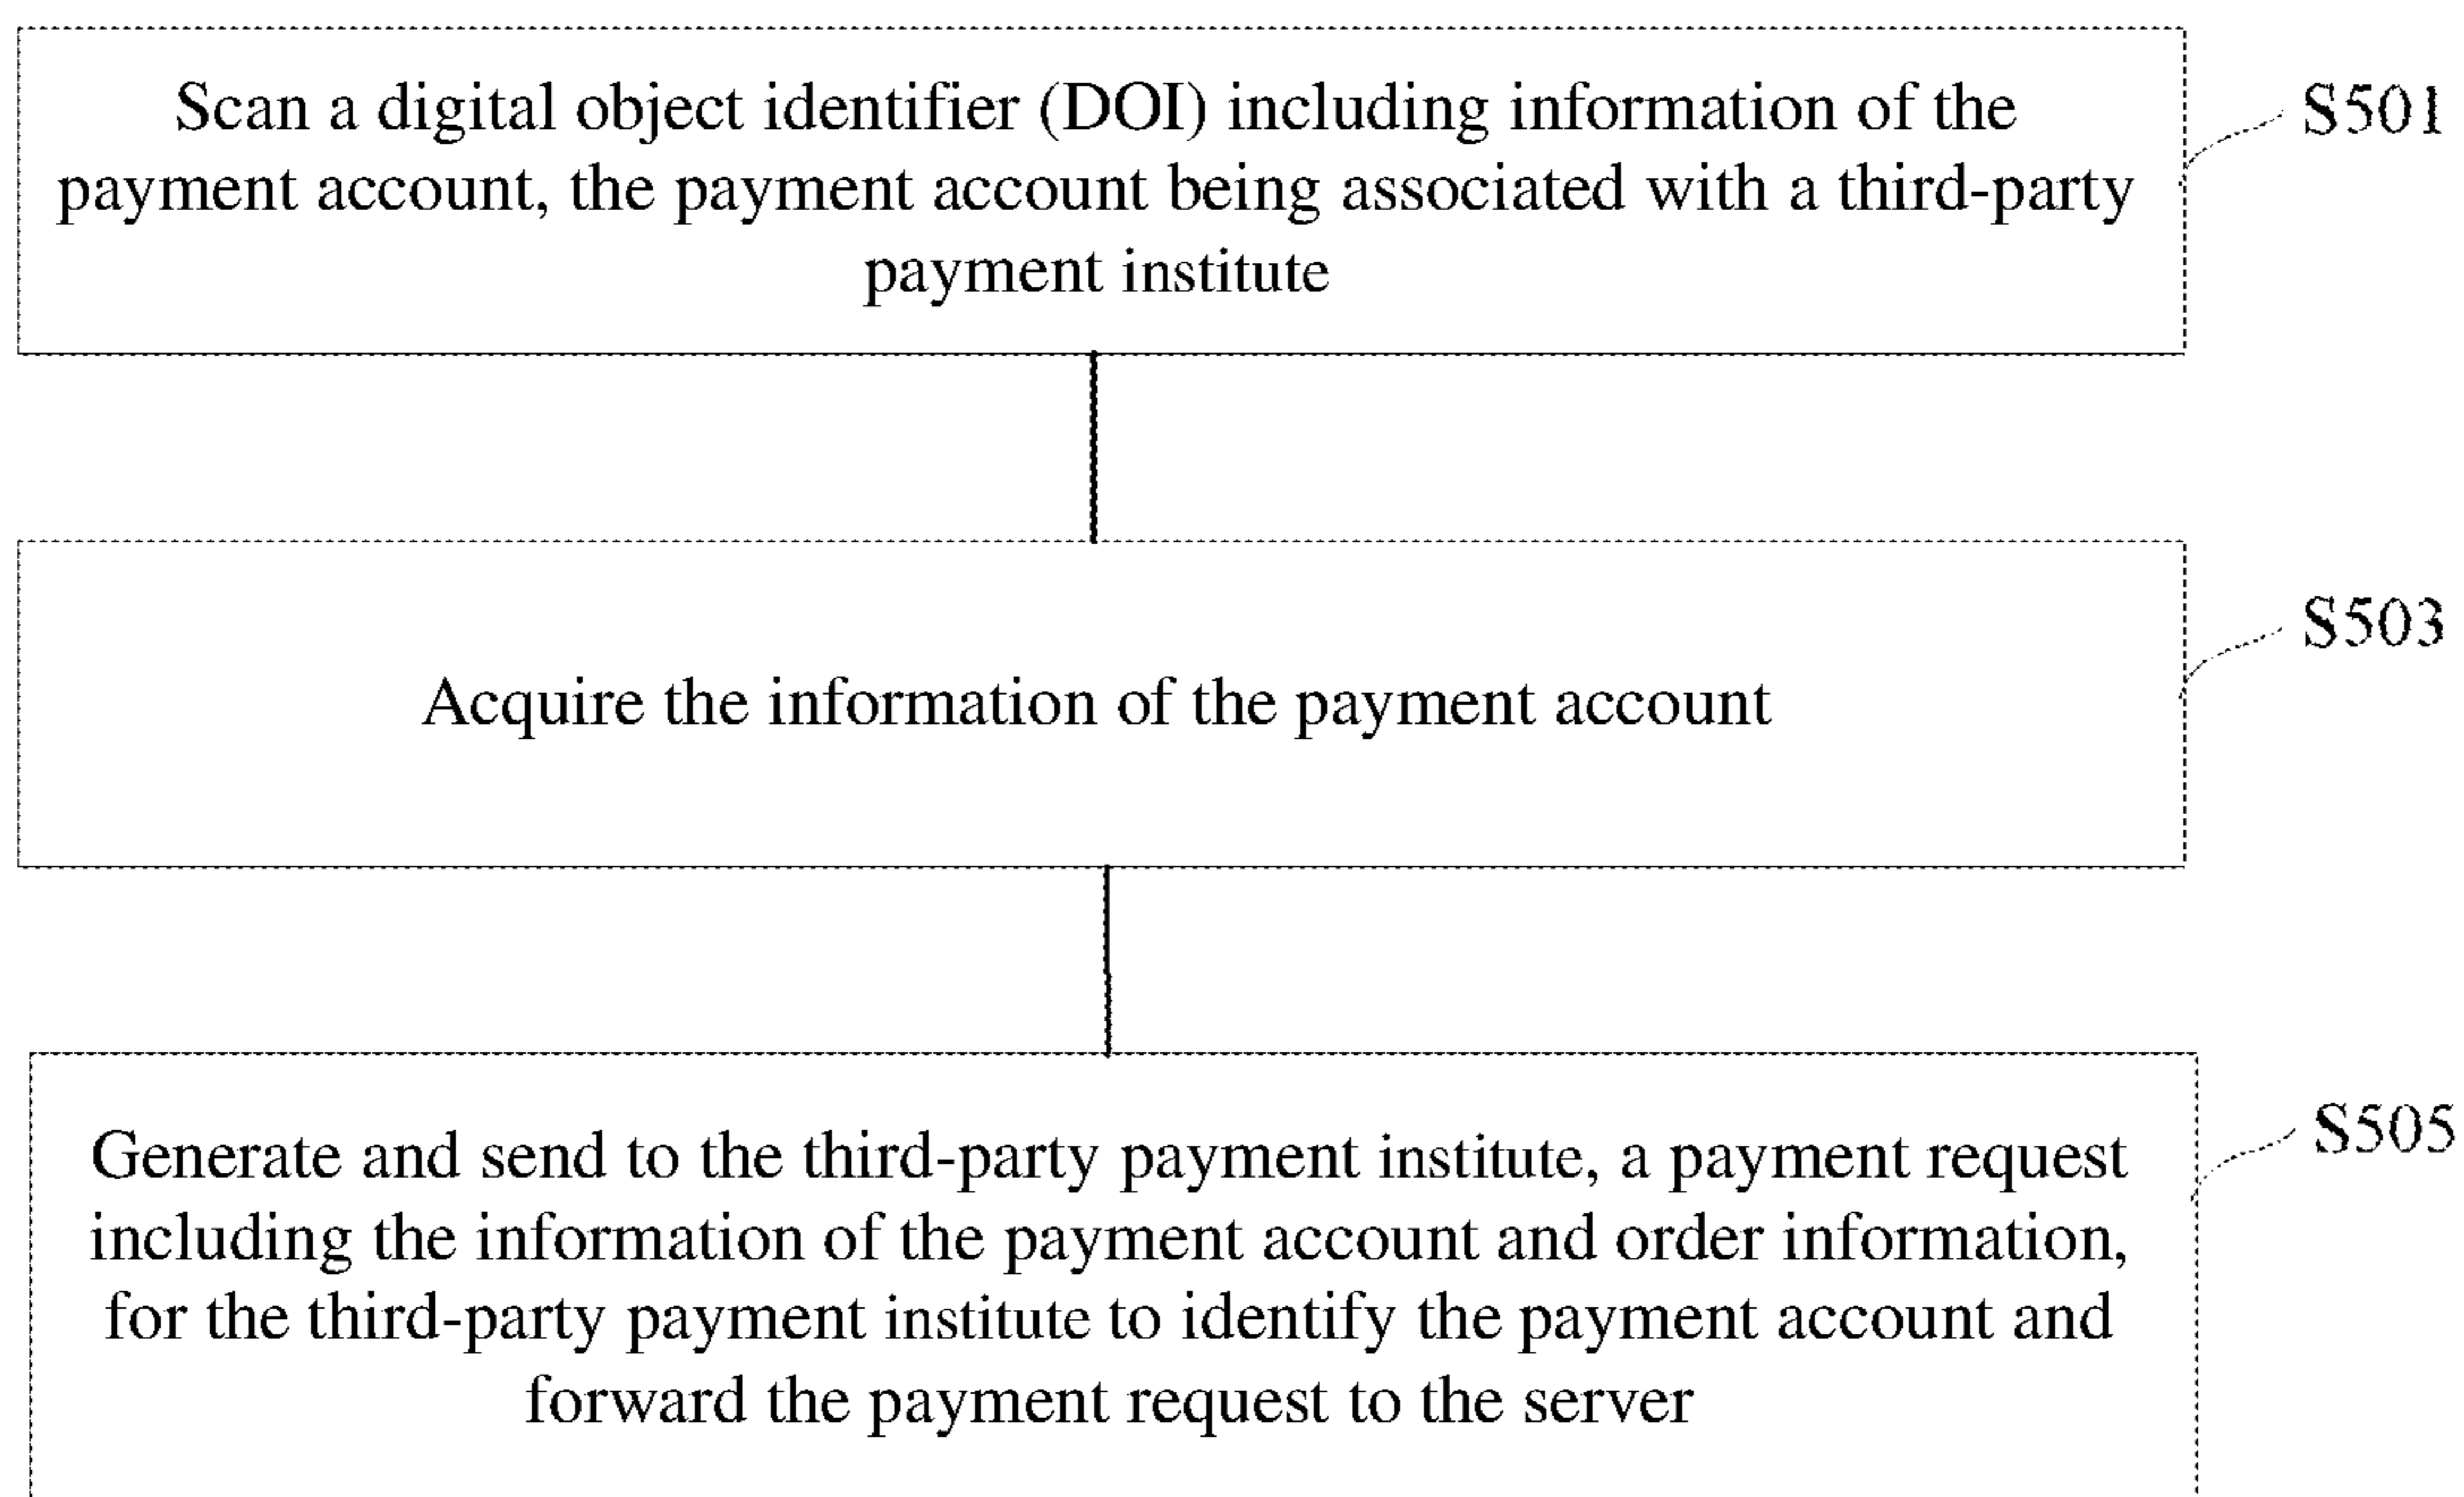 Scan a digital object identifier (DOI) including information of the
payment account, the payment account being associated with a third-party
payment institute
S501
Acquire the information of the payment account
S503
Generate and send to the third-party payment institute, a payment request
including the information of the payment account and order information,
for the third-party payment institute to identify the payment account and
forward the payment request to the server
S505